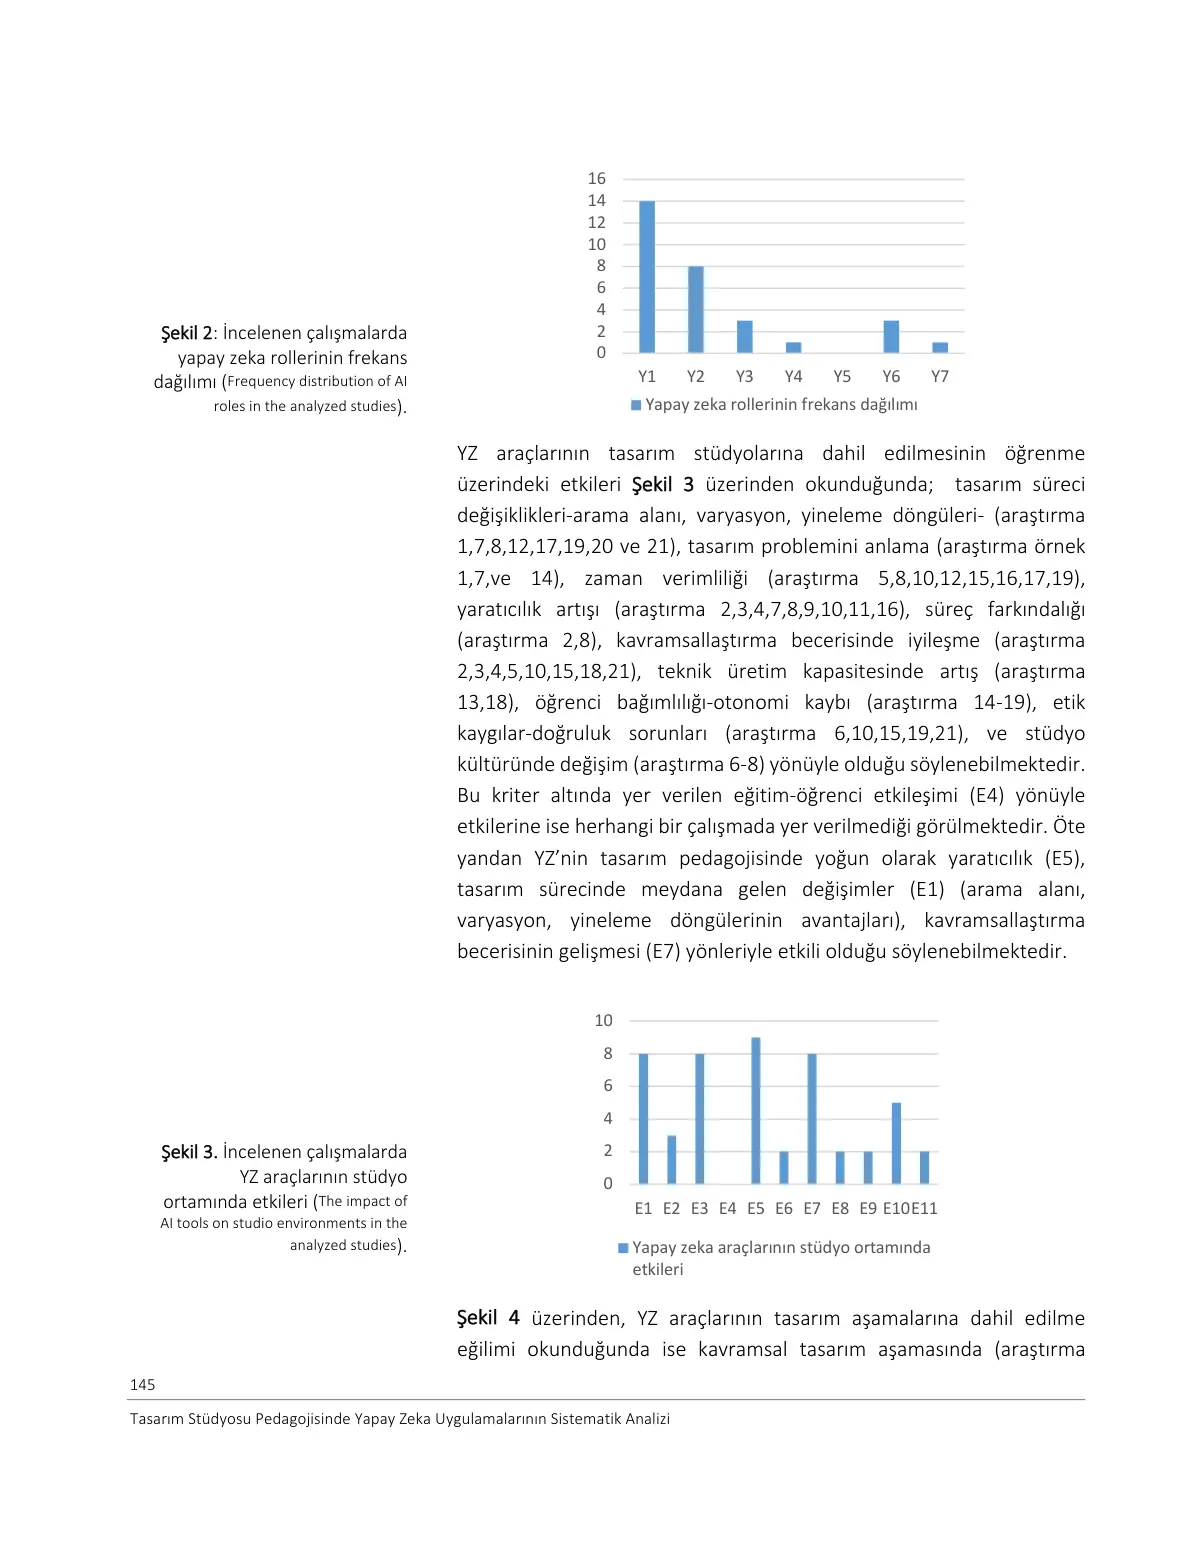 16
14
12
10
8
6
4
2
0
Y1 Y2 Y3 Y4 Y5 Y6 Y7
Yapay zeka rollerinin frekans dağılımı
Şekil 2: İncelenen çalışmalarda
yapay zeka rollerinin frekans
dağılımı (Frequency distribution of AI
roles in the analyzed studies).
YZ araçlarının tasarım stüdyolarına dahil edilmesinin öğrenme
üzerindeki etkileri Şekil 3 üzerinden okunduğunda; tasarım süreci
değişiklikleri-arama alanı, varyasyon, yineleme döngüleri- (araştırma
1,7,8,12,17,19,20 ve 21), tasarım problemini anlama (araştırma örnek
1,7,ve 14), zaman verimliliği (araştırma 5,8,10,12,15,16,17,19),
yaratıcılık artışı (araştırma 2,3,4,7,8,9,10,11,16), süreç farkındalığı
(araştırma 2,8), kavramsallaştırma becerisinde iyileşme (araştırma
2,3,4,5,10,15,18,21), teknik üretim kapasitesinde artış (araştırma
13,18), öğrenci bağımlılığı-otonomi kaybı (araştırma 14-19), etik
kaygılar-doğruluk sorunları (araştırma 6,10,15,19,21), ve stüdyo
kültüründe değişim (araştırma 6-8) yönüyle olduğu söylenebilmektedir.
Bu kriter altında yer verilen eğitim-öğrenci etkileşimi (E4) yönüyle
etkilerine ise herhangi bir çalışmada yer verilmediği görülmektedir. Öte
yandan YZ’nin tasarım pedagojisinde yoğun olarak yaratıcılık (E5),
tasarım sürecinde meydana gelen değişimler (E1) (arama alanı,
varyasyon, yineleme döngülerinin avantajları), kavramsallaştırma
becerisinin gelişmesi (E7) yönleriyle etkili olduğu söylenebilmektedir.
10
8
6
4
2
0
E1 E2 E3 E4 E5 E6 E7 E8 E9 E10 E11
Yapay zeka araçlarının stüdyo ortamında
etkileri
Şekil 3. İncelenen çalışmalarda
YZ araçlarının stüdyo
ortamında etkileri (The impact of
AI tools on studio environments in the
analyzed studies).
Şekil 4 üzerinden, YZ araçlarının tasarım aşamalarına dahil edilme
eğilimi okunduğunda ise kavramsal tasarım aşamasında (araştırma
145
Tasarım Stüdyosu Pedagojisinde Yapay Zeka Uygulamalarının Sistematik Analizi